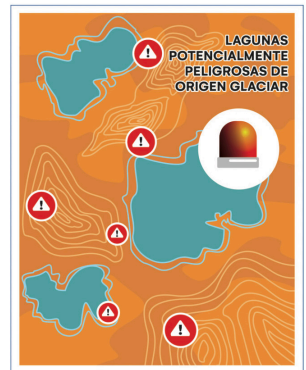 LAGUNAS
POTENCIALMENTE
PELIGROSAS DE
ORIGEN GLACIAR